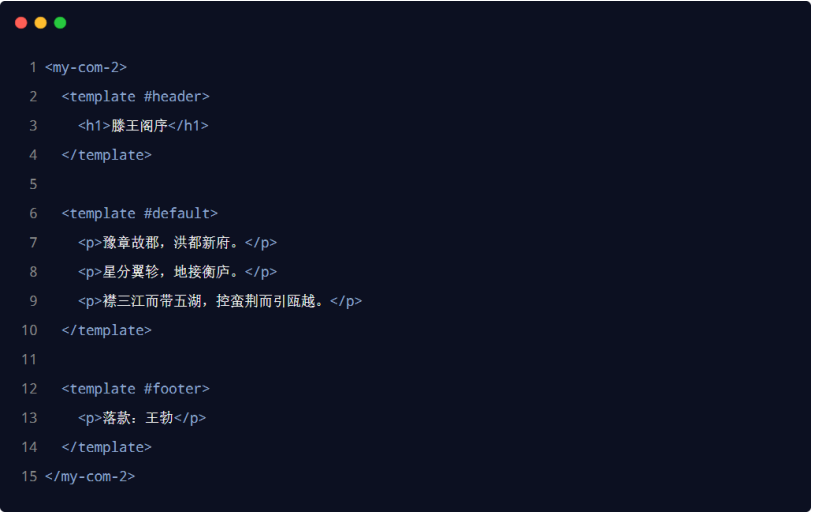 1 <my-com-2>
2 <template #header>
3 <h1>滕王阁序</h1>
4 </template>
5
6 <template #default>
7 <p>豫章故郡，洪都新府。</p>
8 <p>星分翼轸，地接衡庐。</p>
9 <p>襟三江而带五湖，控蛮荆而引瓯越。</p>
10 </template>
11
12 <template #footer>
13 <p>落款：王勃</p>
14 </template>
15 </my-com-2>